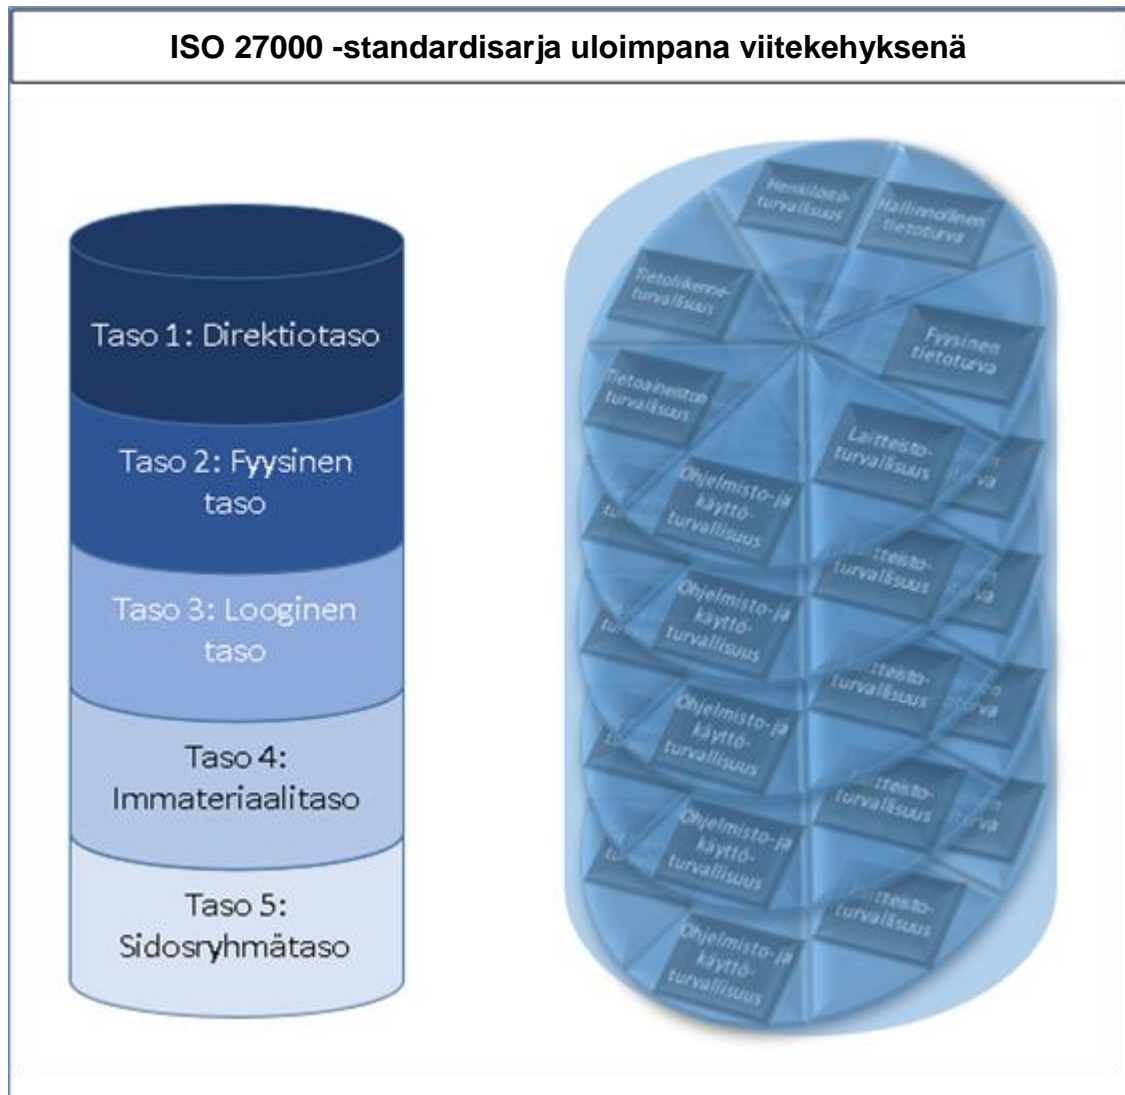 ISO 27000 -standardisarja uloimpana viitekehyksenä
Taso 1: Direktiotaso
Taso 2: Fyysinen
taso
Taso 3: Looginen
taso
Taso 4:
Immateriaalitaso
Taso 5:
Sidosryhmätaso
Henkilöstö-
turvallisuus
Hallinnollinen
tietoturva
Tietoliikenne-
turvallisuus
Fyysinen
tietoturva
Tietoaineiston
turvallisuus
Laitteisto-
turvallisuus
Ohjelmisto- ja
käyttö-
turvallisuus
Laitteisto-
turvallisuus
Ohjelmisto- ja
käyttö-
turvallisuus
Laitteisto-
turvallisuus
Ohjelmisto- ja
käyttö-
turvallisuus
Laitteisto-
turvallisuus
Ohjelmisto- ja
käyttö-
turvallisuus
Laitteisto-
turvallisuus
Ohjelmisto- ja
käyttö-
turvallisuus